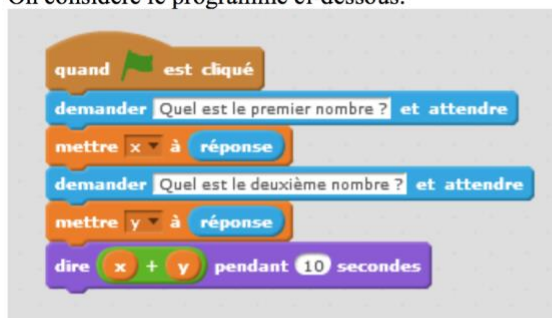 On considère le programme ci-dessous.
quand est cliqué
demander Quel est le premier nombre ? et attendre
mettre x à réponse
demander Quel est le deuxième nombre ? et attendre
mettre y à réponse
dire x + y pendant 10 secondes